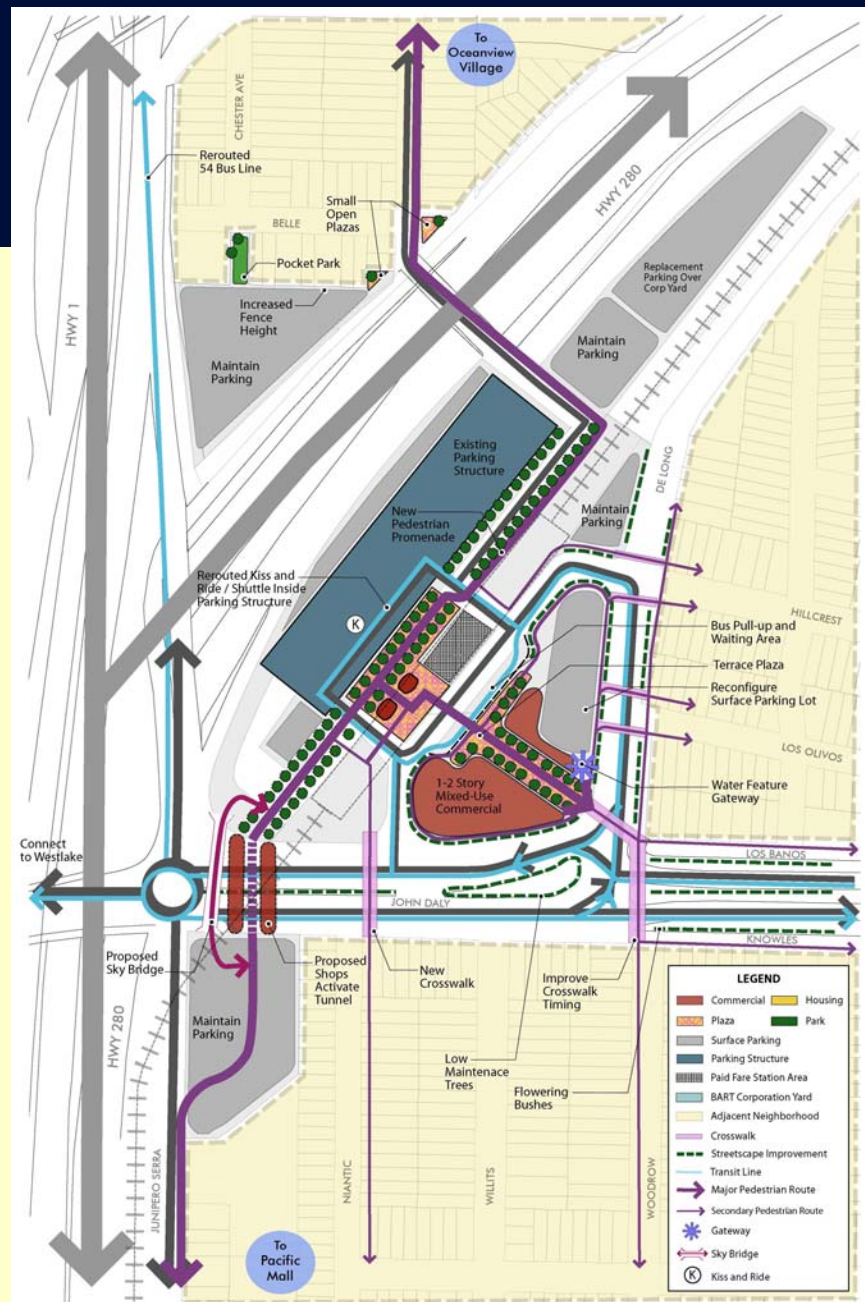 To
Oceanview
Village
CHESTER AVE
Rerouted
54 Bus Line
HWY 280
Small
Open
Plazas
BELLE
Pocket Park
Replacement
Parking Over
Corp Yard
Increased
Fence
Height
HWY 1
Maintain
Parking
Maintain
Parking
Existing
Parking
Structure
DE LONG
New
Pedestrian
Promenade
Maintain
Parking
Rerouted Kiss and
Ride / Shuttle Inside
Parking Structure
K
HILLCREST
Bus Pull-up and
Waiting Area
Terrace Plaza
Reconfigure
Surface Parking Lot
LOS OLIVOS
1-2 Story
Mixed-Use
Commercial
Water Feature
Gateway
Connect
to Westlake
LOS BANOS
JOHN DALY
KNOWLES
Proposed
Sky Bridge
Proposed
Shops
Activate
Tunnel
New
Crosswalk
Improve
Crosswalk
Timing
Maintain
Parking
HWY 280
Low
Maintenace
Trees
Flowering
Bushes
JUNIPERO SERRA
NIANTIC
WILLITS
WOODROW
To
Pacific
Mall
LEGEND
Commercial
Housing
Plaza
Park
Surface Parking
Parking Structure
Paid Fare Station Area
BART Corporation Yard
Adjacent Neighborhood
Crosswalk
Streetscape Improvement
Transit Line
Major Pedestrian Route
Secondary Pedestrian Route
Gateway
Sky Bridge
K Kiss and Ride